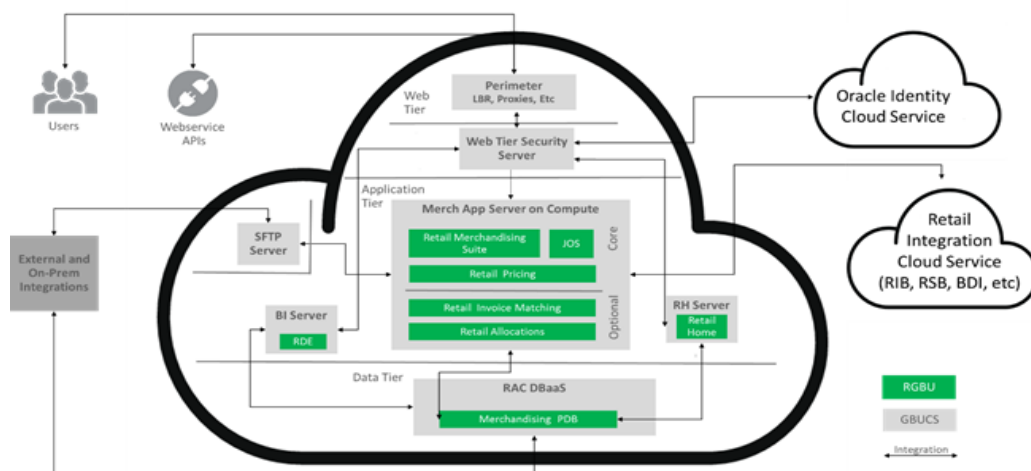 Users
Webservice
APIs
Web
Tier
Perimeter
LBR, Proxies, Etc
Web Tier Security
Server
Oracle Identity
Cloud Service
Application
Tier
Merch App Server on Compute
Retail Merchandising
Suite
JOS
Core
Retail Pricing
Retail Invoice Matching
Retail Allocations
Optional
SFTP
Server
External and
On-Prem
Integrations
Retail
Integration
Cloud Service
(RIB, RSB, BDI, etc)
BI Server
RDE
RH Server
Retail
Home
Data Tier
RAC DBaaS
Merchandising PDB
RGBU
GBUCS
Integration